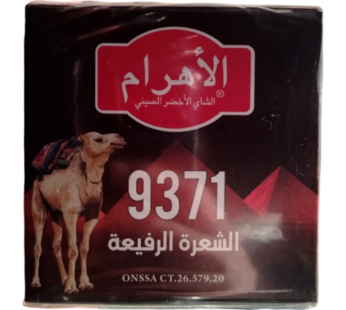 الأهرام
الشاي الأخضر الصيني ®
9371
الشعرة الرفيعة
ONSSA CT.26.579.20